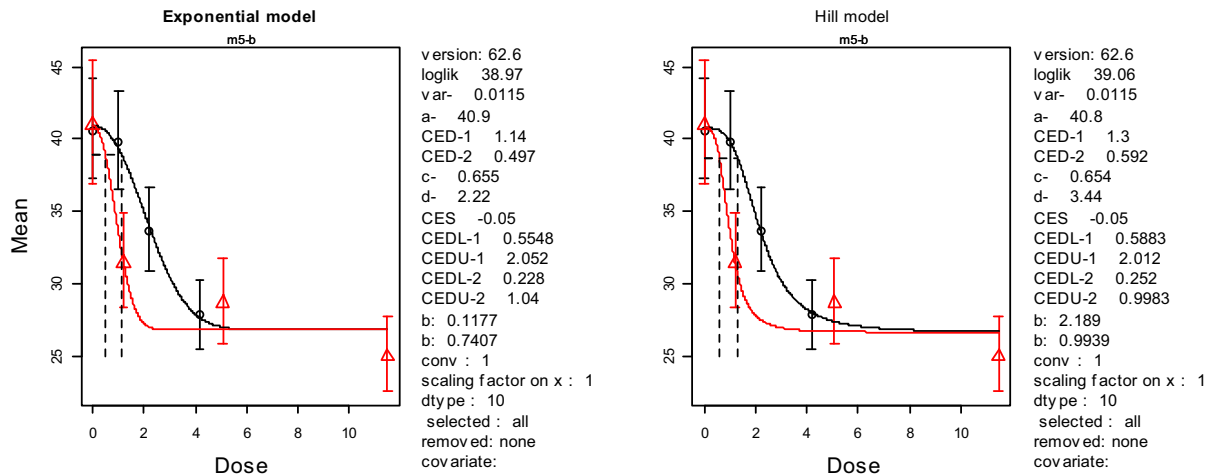 Exponential model
m5-b
Mean
45
40
35
30
25
0 2 4 6 8 10
Dose
version: 62.6
loglik 38.97
var- 0.0115
a- 40.9
CED-1 1.14
CED-2 0.497
c- 0.655
d- 2.22
CES -0.05
CEDL-1 0.5548
CEDU-1 2.052
CEDL-2 0.228
CEDU-2 1.04
b: 0.1177
b: 0.7407
conv : 1
scaling factor on x : 1
dtype : 10
selected : all
removed: none
covariate:
Hill model
m5-b
45
40
35
30
25
0 2 4 6 8 10
Dose
version: 62.6
loglik 39.06
var- 0.0115
a- 40.8
CED-1 1.3
CED-2 0.592
c- 0.654
d- 3.44
CES -0.05
CEDL-1 0.5883
CEDU-1 2.012
CEDL-2 0.252
CEDU-2 0.9983
b: 2.189
b: 0.9939
conv : 1
scaling factor on x : 1
dtype : 10
selected : all
removed: none
covariate: